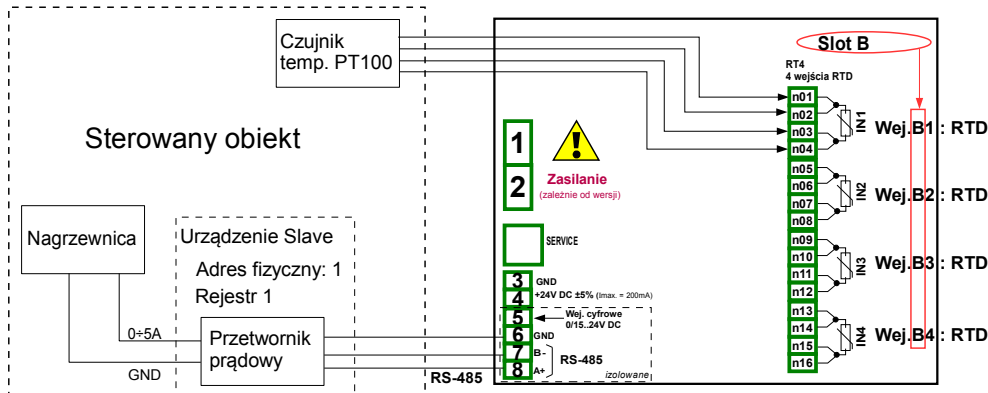 Czujnik
temp. PT100
Sterowany obiekt
Nagrzewnica
Urządzenie Slave
Adres fizyczny: 1
Rejestr 1
0÷5A
GND
Przetwornik
prądowy
RS-485
1
2
Zasilanie
(zależnie od wersji)
SERVICE
3 GND
4 +24V DC ±5% (Imax. = 200mA)
5 Wej. cyfrowe
0/15..24V DC
6 GND
7 B-
8 A+
RS-485
izolowane
Slot B
RT4
4 wejścia RTD
n01
n02
n03
n04
IN1
Wej.B1 : RTD
n05
n06
n07
n08
IN2
Wej.B2 : RTD
n09
n10
n11
n12
IN3
Wej.B3 : RTD
n13
n14
n15
n16
IN4
Wej.B4 : RTD